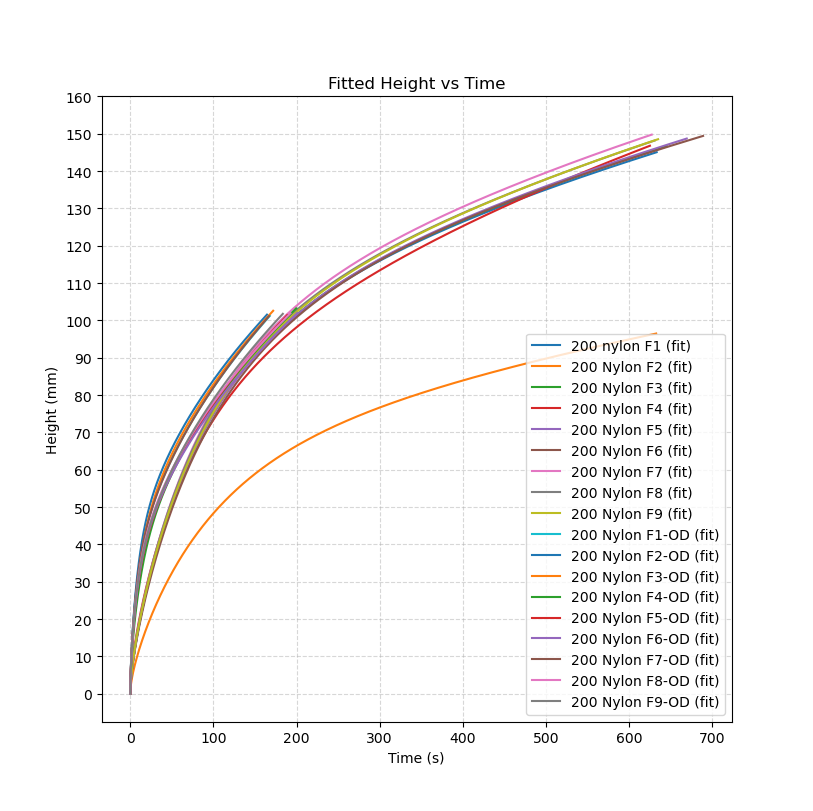 Fitted Height vs Time
160
150
140
130
120
110
100
90
80
70
60
50
40
30
20
10
0
Height (mm)
200 nylon F1 (fit)
200 Nylon F2 (fit)
200 Nylon F3 (fit)
200 Nylon F4 (fit)
200 Nylon F5 (fit)
200 Nylon F6 (fit)
200 Nylon F7 (fit)
200 Nylon F8 (fit)
200 Nylon F9 (fit)
200 Nylon F1-OD (fit)
200 Nylon F2-OD (fit)
200 Nylon F3-OD (fit)
200 Nylon F4-OD (fit)
200 Nylon F5-OD (fit)
200 Nylon F6-OD (fit)
200 Nylon F7-OD (fit)
200 Nylon F8-OD (fit)
200 Nylon F9-OD (fit)
0 100 200 300 400 500 600 700
Time (s)